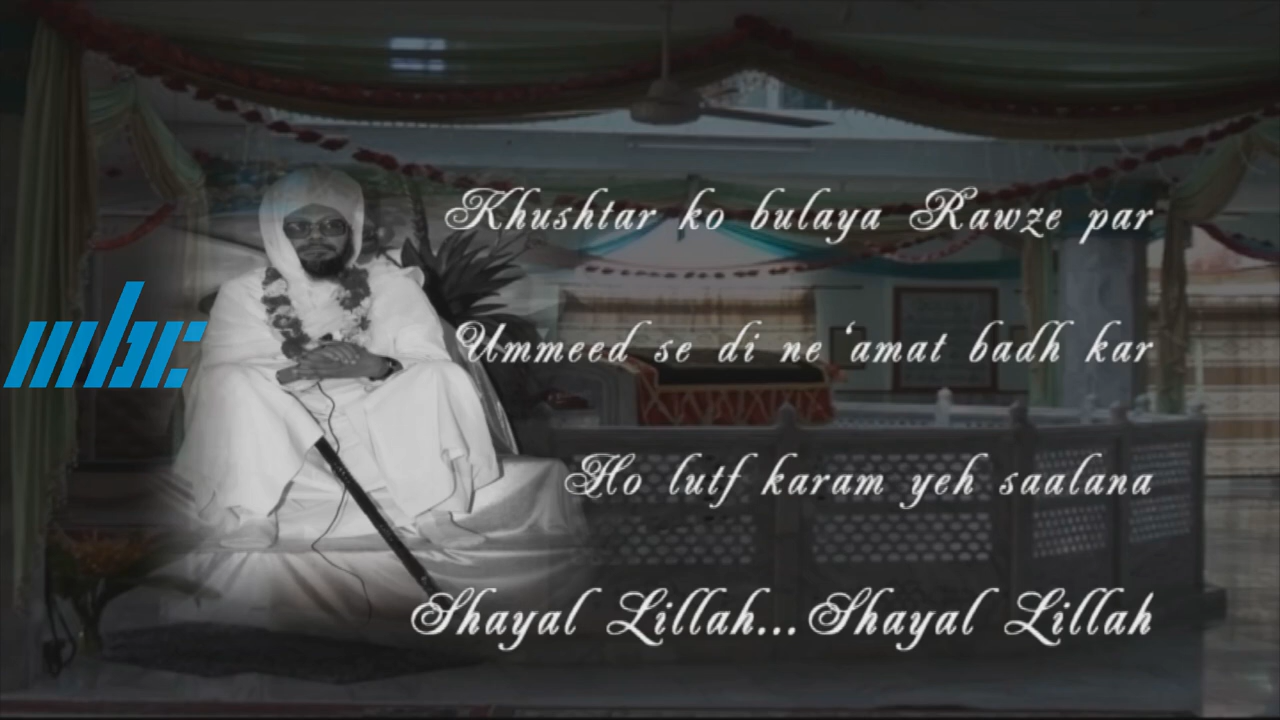 Khushtar ko bulaya Rawze par
mbc
Ummeed se di ne ‘amat badh kar
Ho lutf karam yeh saalana
Shayal Lillah...Shayal Lillah